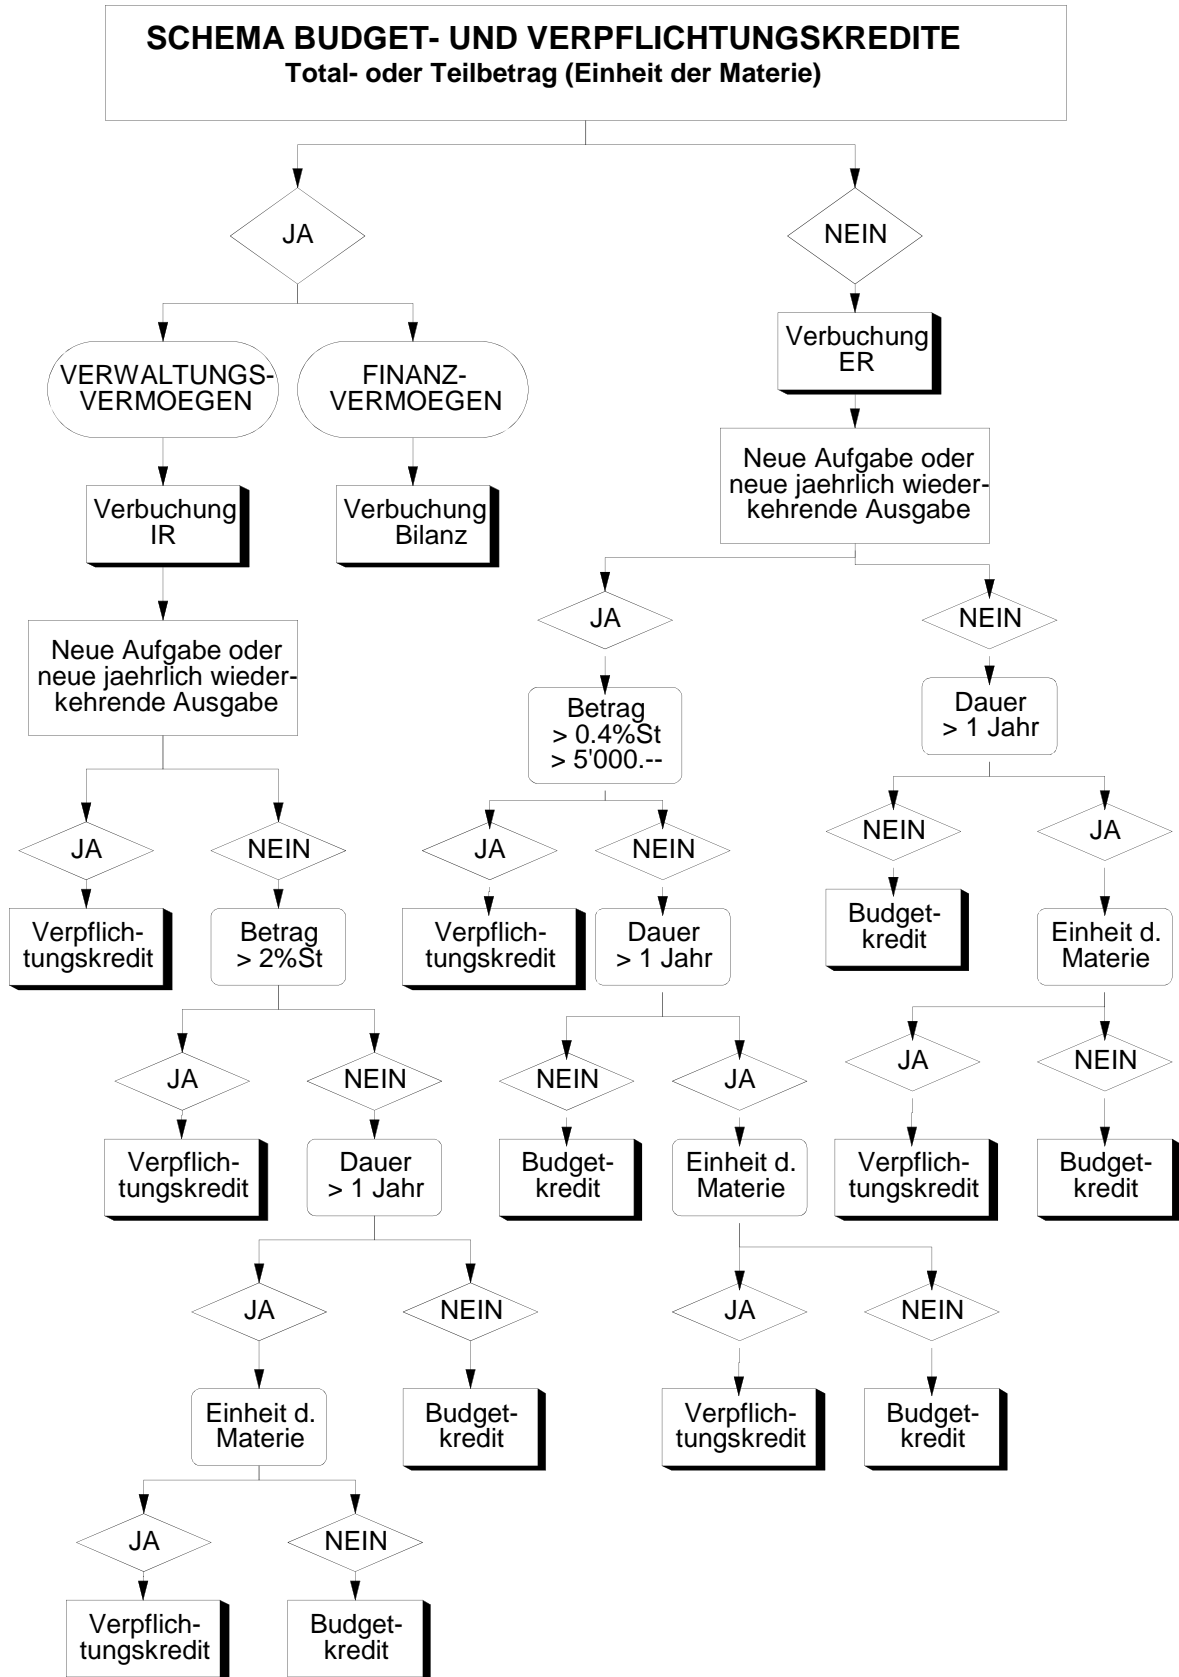 SCHEMA BUDGET- UND VERPFLICHTUNGSKREDITE
Total- oder Teilbetrag (Einheit der Materie)
JA
NEIN
VERWALTUNGS-
VERMOEGEN
FINANZ-
VERMOEGEN
Verbuchung
ER
Verbuchung
IR
Verbuchung
Bilanz
Neue Aufgabe oder
neue jaehrlich wieder-
kehrende Ausgabe
JA
NEIN
Neue Aufgabe oder
neue jaehrlich wieder-
kehrende Ausgabe
Betrag
> 0.4%St
> 5'000.--
Dauer
> 1 Jahr
JA
NEIN
JA
NEIN
NEIN
JA
Verpflich-
tungskredit
Betrag
> 2%St
Verpflich-
tungskredit
Dauer
> 1 Jahr
Budget-
kredit
Einheit d.
Materie
JA
NEIN
NEIN
JA
JA
NEIN
Verpflich-
tungskredit
Dauer
> 1 Jahr
Budget-
kredit
Einheit d.
Materie
Verpflich-
tungskredit
Budget-
kredit
JA
NEIN
JA
NEIN
Einheit d.
Materie
Budget-
kredit
Verpflich-
tungskredit
Budget-
kredit
JA
NEIN
Verpflich-
tungskredit
Budget-
kredit